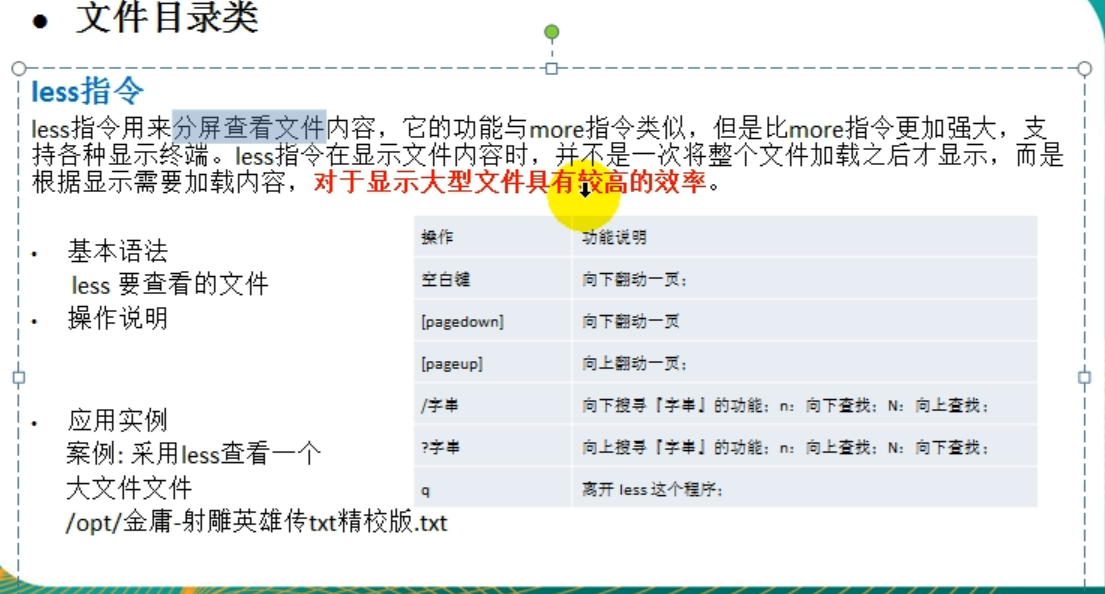 • 文件目录类
less指令
less指令用来分屏查看文件内容，它的功能与more指令类似，但是比more指令更加强大，支
持各种显示终端。less指令在显示文件内容时，并不是一次将整个文件加载之后才显示，而是
根据显示需要加载内容，对于显示大型文件具有较高的效率。
• 基本语法
less 要查看的文件
• 操作说明
操作 功能说明
空白键 向下翻动一页；
[pagedown] 向下翻动一页
[pageup] 向上翻动一页；
/字串 向下搜寻『字串』的功能；n：向下查找；N：向上查找；
?字串 向上搜寻『字串』的功能；n：向上查找；N：向下查找；
q 离开 less 这个程序；
• 应用实例
案例: 采用less查看一个
大文件文件
/opt/金庸-射雕英雄传txt精校版.txt